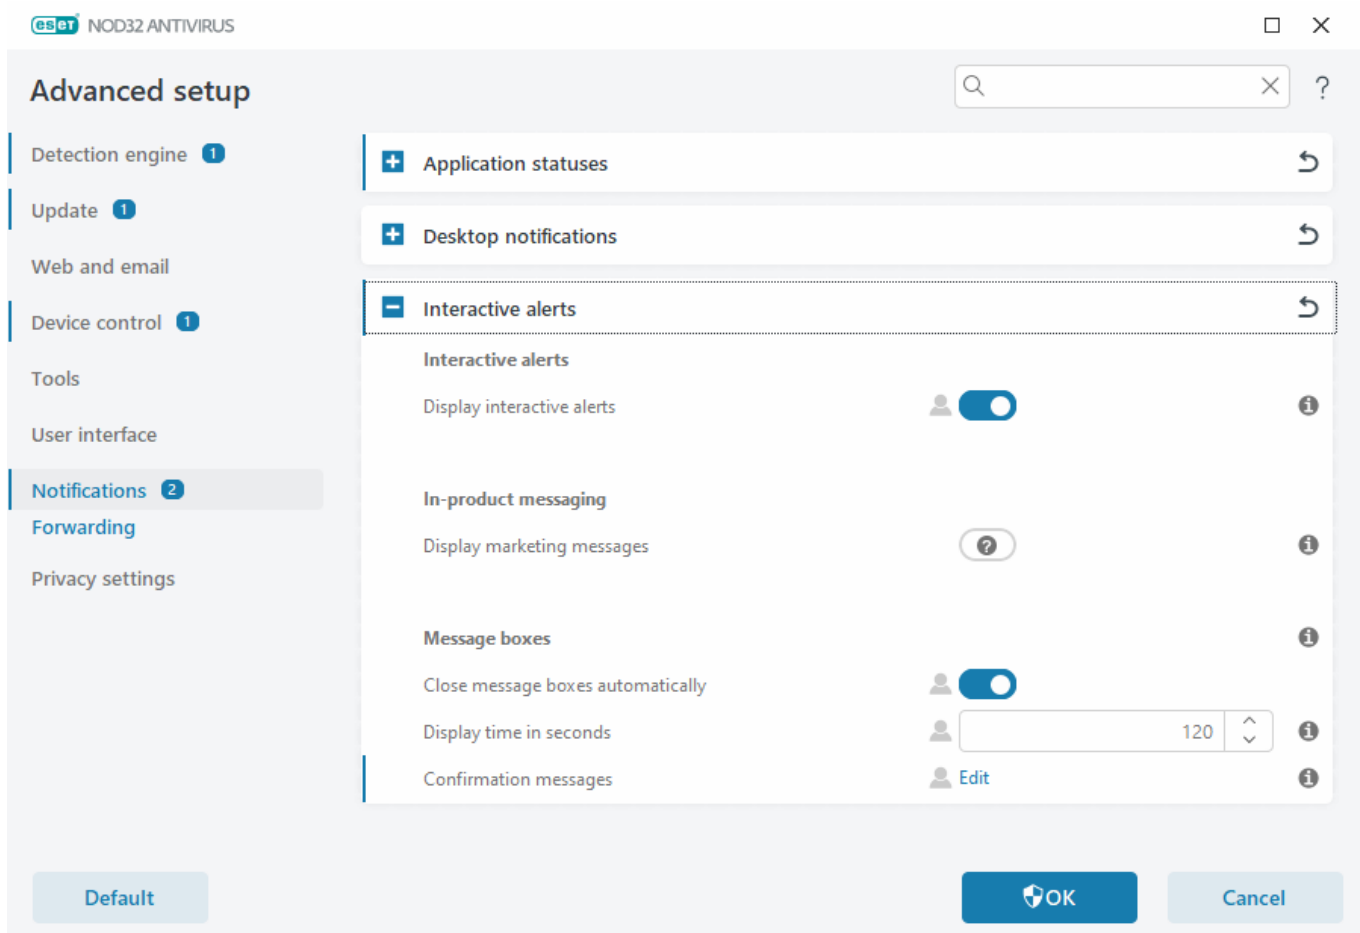 eset NOD32 ANTIVIRUS
Advanced setup
?
Detection engine 1
Update 1
Web and email
Device control 1
Tools
User interface
Notifications 2
Forwarding
Privacy settings
Application statuses
Desktop notifications
Interactive alerts
Interactive alerts
Display interactive alerts
In-product messaging
Display marketing messages ?
Message boxes
Close message boxes automatically
Display time in seconds 120
Confirmation messages Edit
Default
OK
Cancel